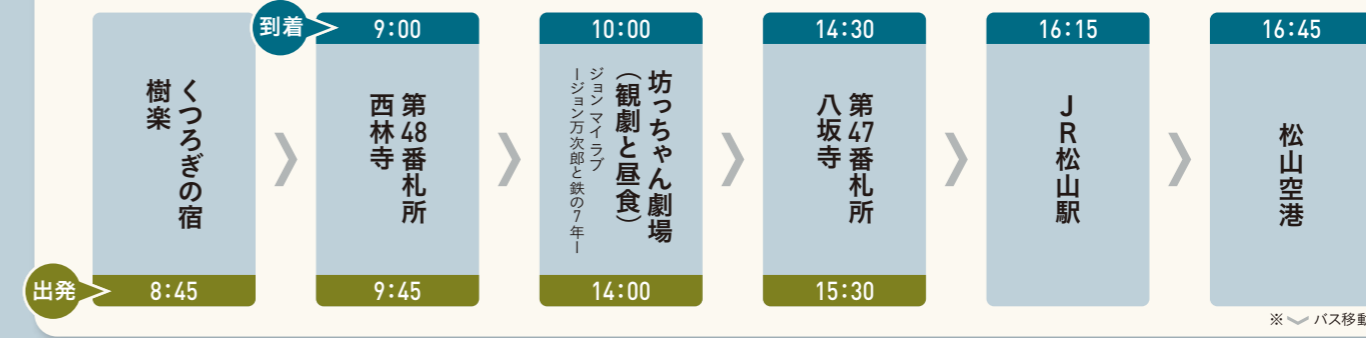 到着
出発
くつろぎの宿
樹楽
8:45
9:00
第48番札所
西林寺
9:45
10:00
坊っちゃん劇場
（観劇と昼食）
ジョン マイ ラブ
ージョン万次郎と鉄の7年ー
14:00
14:30
第47番札所
八坂寺
15:30
16:15
JR松山駅
16:45
松山空港
※ バス移動